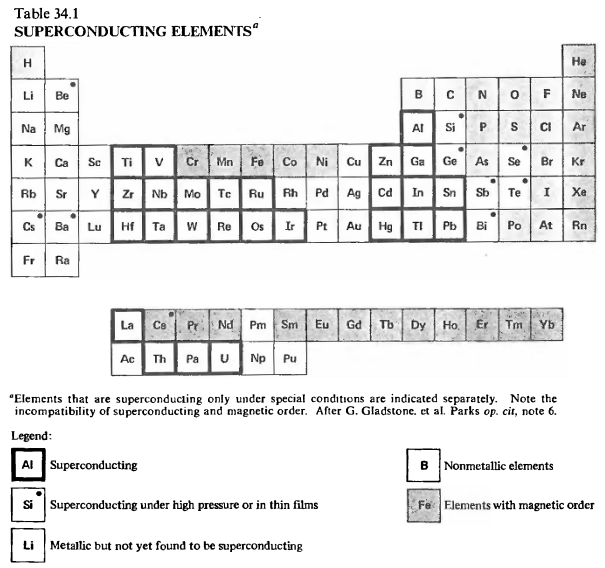 Table 34.1
SUPERCONDUCTING ELEMENTSᵃ
H He
Li Be B C N O F Ne
Na Mg Al Si P S Cl Ar
K Ca Sc Ti V Cr Mn Fe Co Ni Cu Zn Ga Ge As Se Br Kr
Rb Sr Y Zr Nb Mo Tc Ru Rh Pd Ag Cd In Sn Sb Te I Xe
Cs Ba Lu Hf Ta W Re Os Ir Pt Au Hg Tl Pb Bi Po At Rn
Fr Ra
La Ce Pr Nd Pm Sm Eu Gd Tb Dy Ho Er Tm Yb
Ac Th Pa U Np Pu
ᵃElements that are superconducting only under special conditions are indicated separately. Note the
incompatibility of superconducting and magnetic order. After G. Gladstone, et al. Parks op. cit, note 6.
Legend:
Al Superconducting
B Nonmetallic elements
Si Superconducting under high pressure or in thin films
Fe Elements with magnetic order
Li Metallic but not yet found to be superconducting